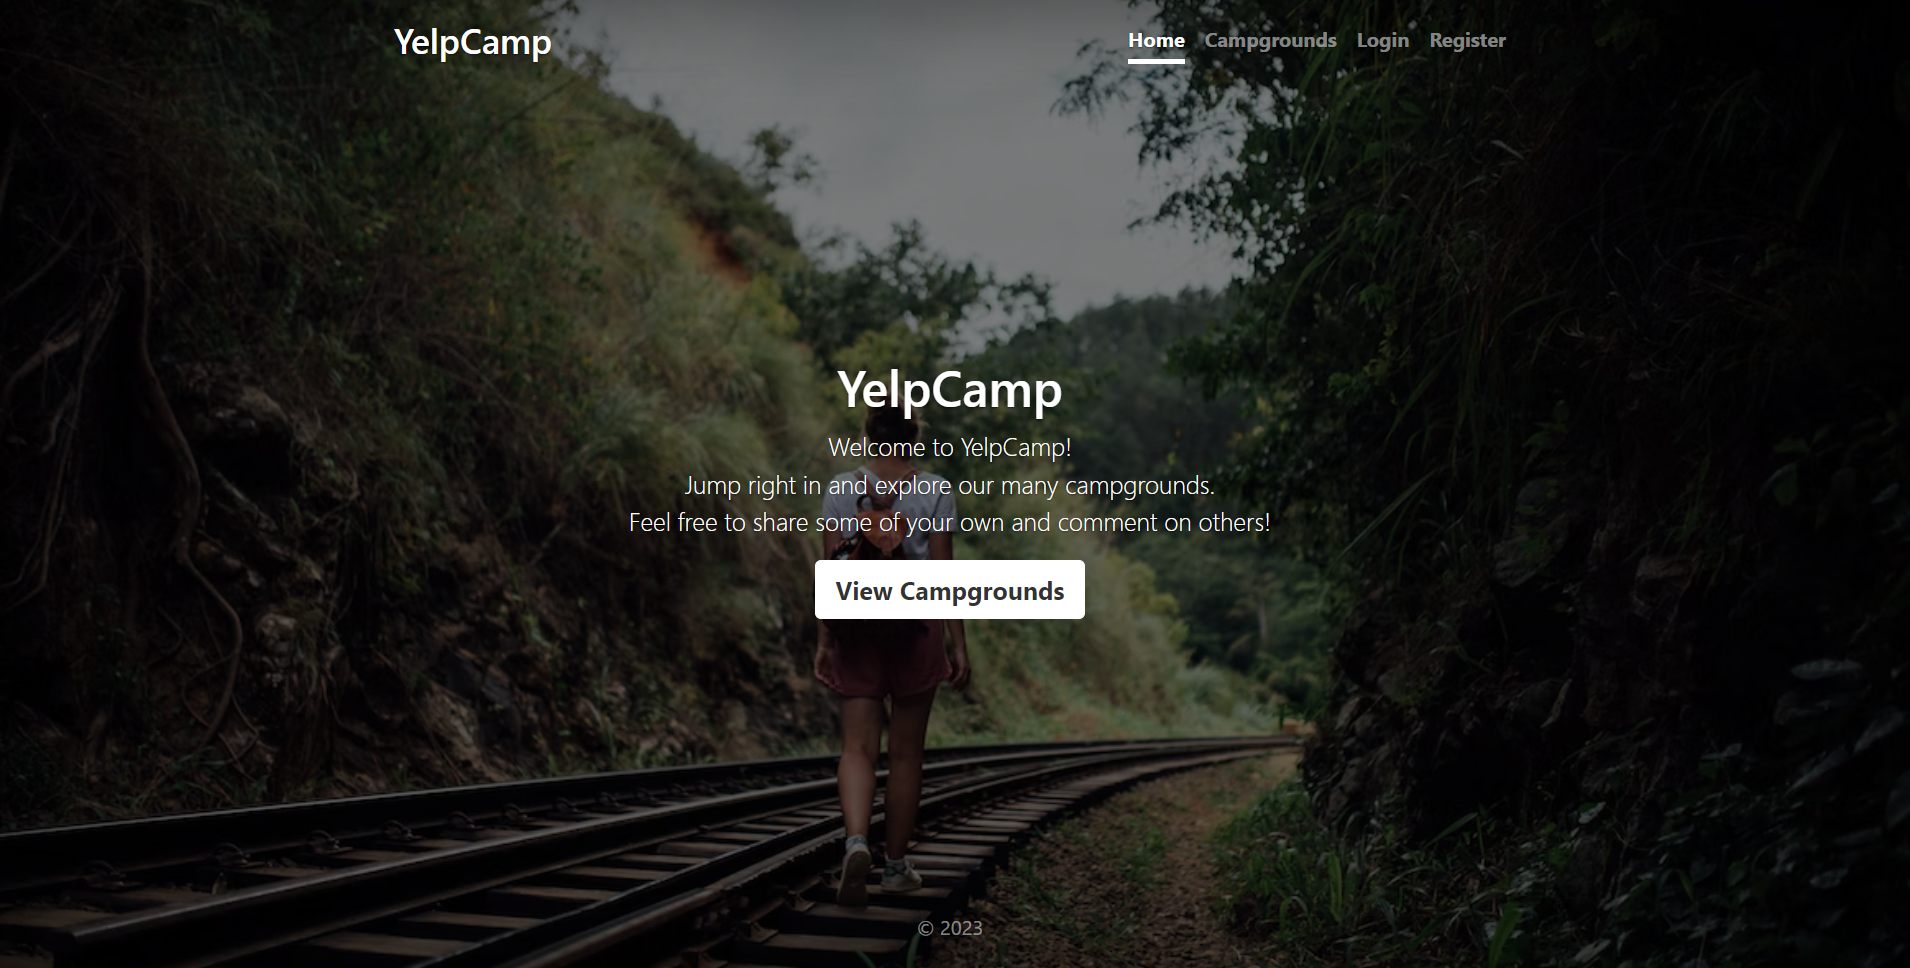 YelpCamp
Home Campgrounds Login Register
YelpCamp
Welcome to YelpCamp!
Jump right in and explore our many campgrounds.
Feel free to share some of your own and comment on others!
View Campgrounds
© 2023